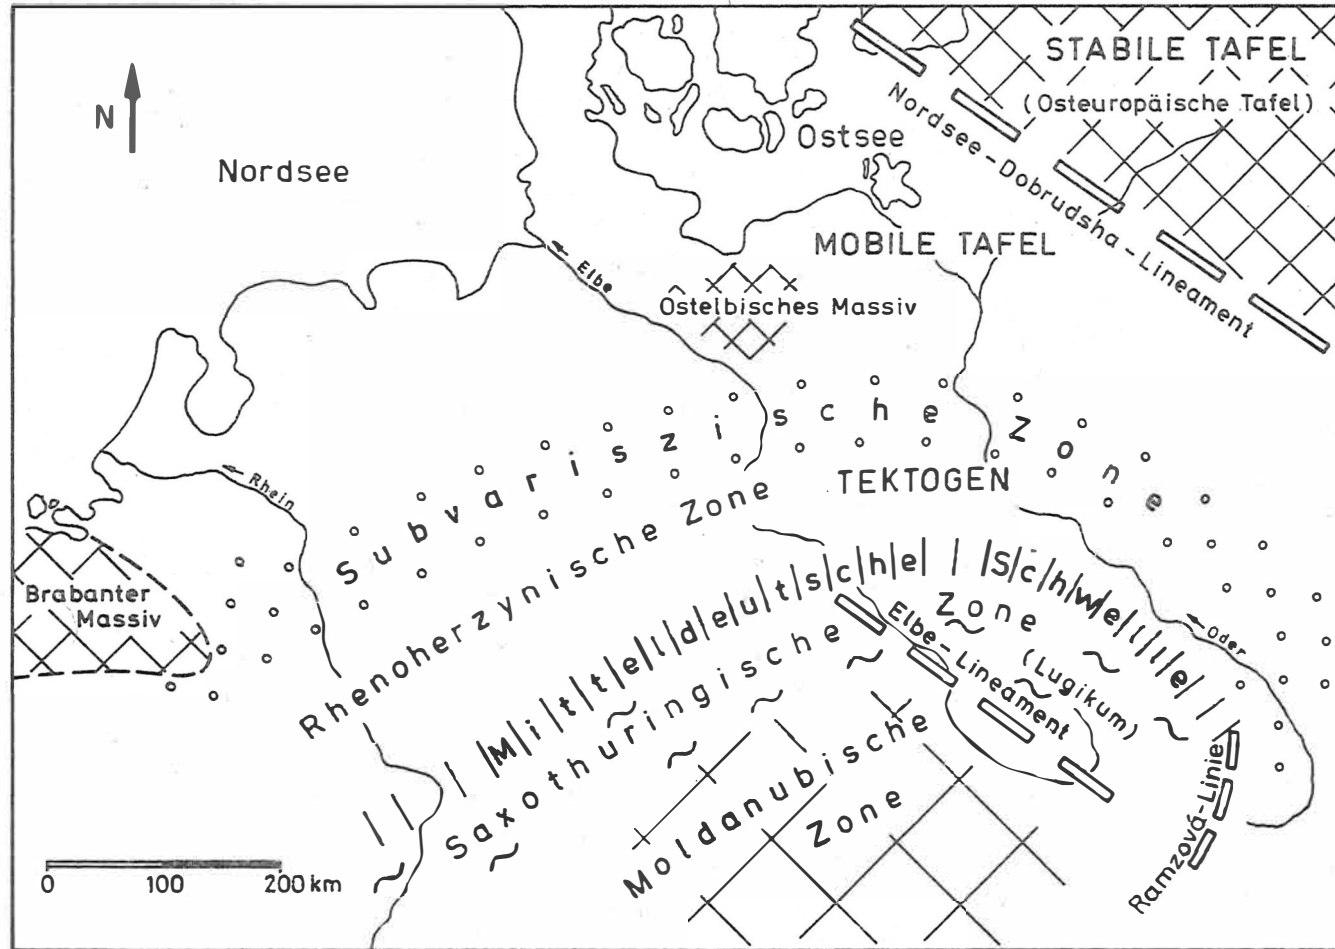 STABILE TAFEL
(Osteuropäische Tafel)
N
Nordsee
Ostsee
Nordsee-Dobrudsha-Lineament
MOBILE TAFEL
Elbe
Ostelbisches Massiv
Subvariszische Zone
Rhein
TEKTOGEN
Rhenoherzynische Zone
Brabanter
Massiv
Mitteldeutsche Schwelle
Saxothuringische Zone
(Lugikum)
Elbe-Lineament
Oder
Moldanubische
Zone
Ramzová-Linie
0 100 200 km